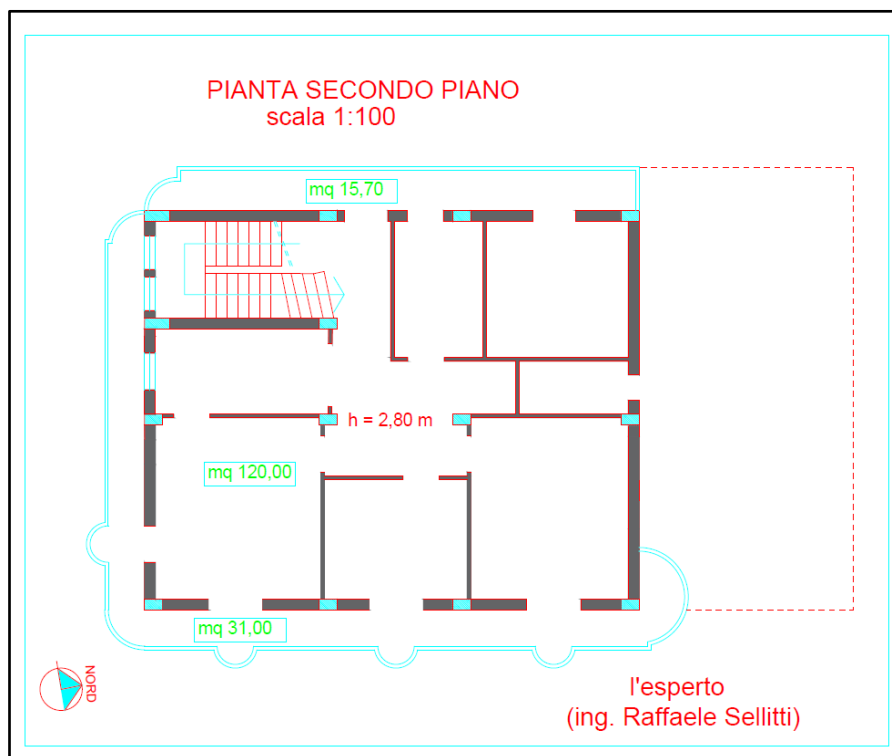 PIANTA SECONDO PIANO
scala 1:100
mq 15,70
h = 2,80 m
mq 120,00
mq 31,00
NORD
l'esperto
(ing. Raffaele Sellitti)